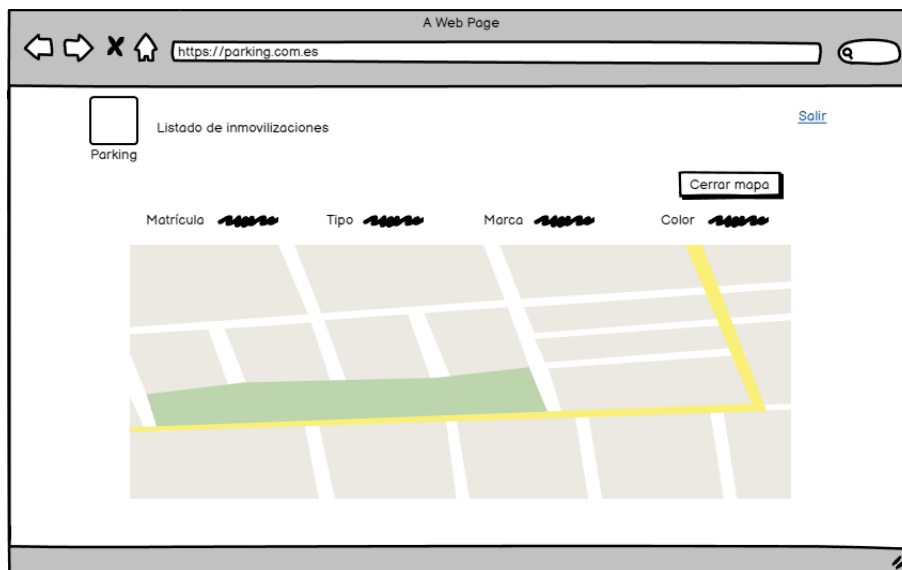 A Web Page
https://parking.com.es
Salir
Listado de inmovilizaciones
Parking
Cerrar mapa
Matrícula Tipo Marca Color